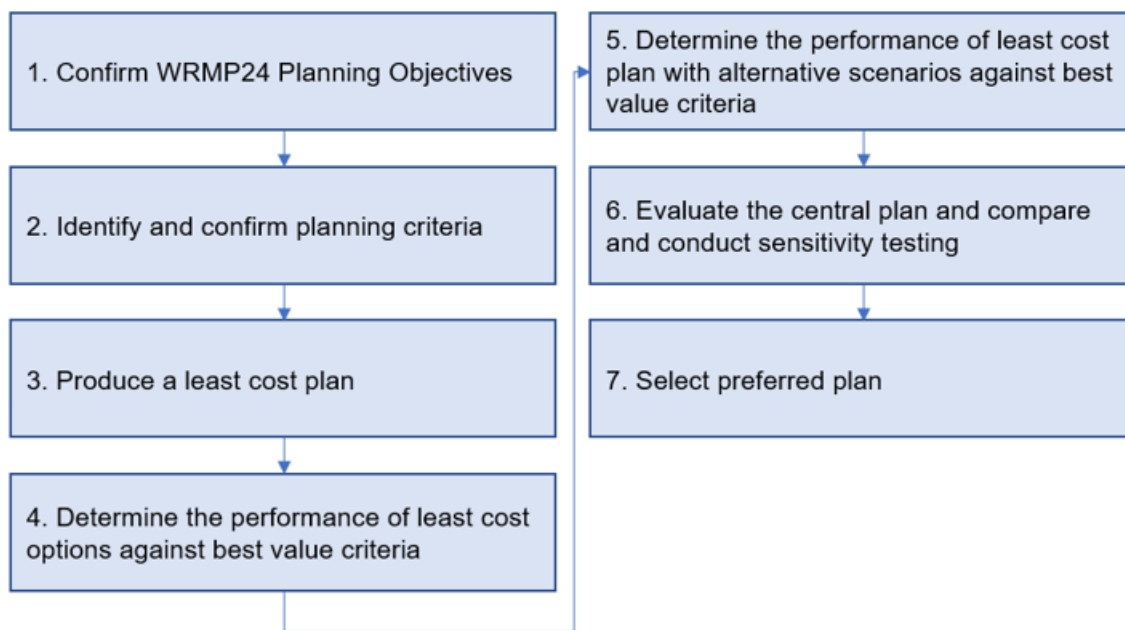 1. Confirm WRMP24 Planning Objectives
2. Identify and confirm planning criteria
3. Produce a least cost plan
4. Determine the performance of least cost
options against best value criteria
5. Determine the performance of least cost
plan with alternative scenarios against best
value criteria
6. Evaluate the central plan and compare
and conduct sensitivity testing
7. Select preferred plan